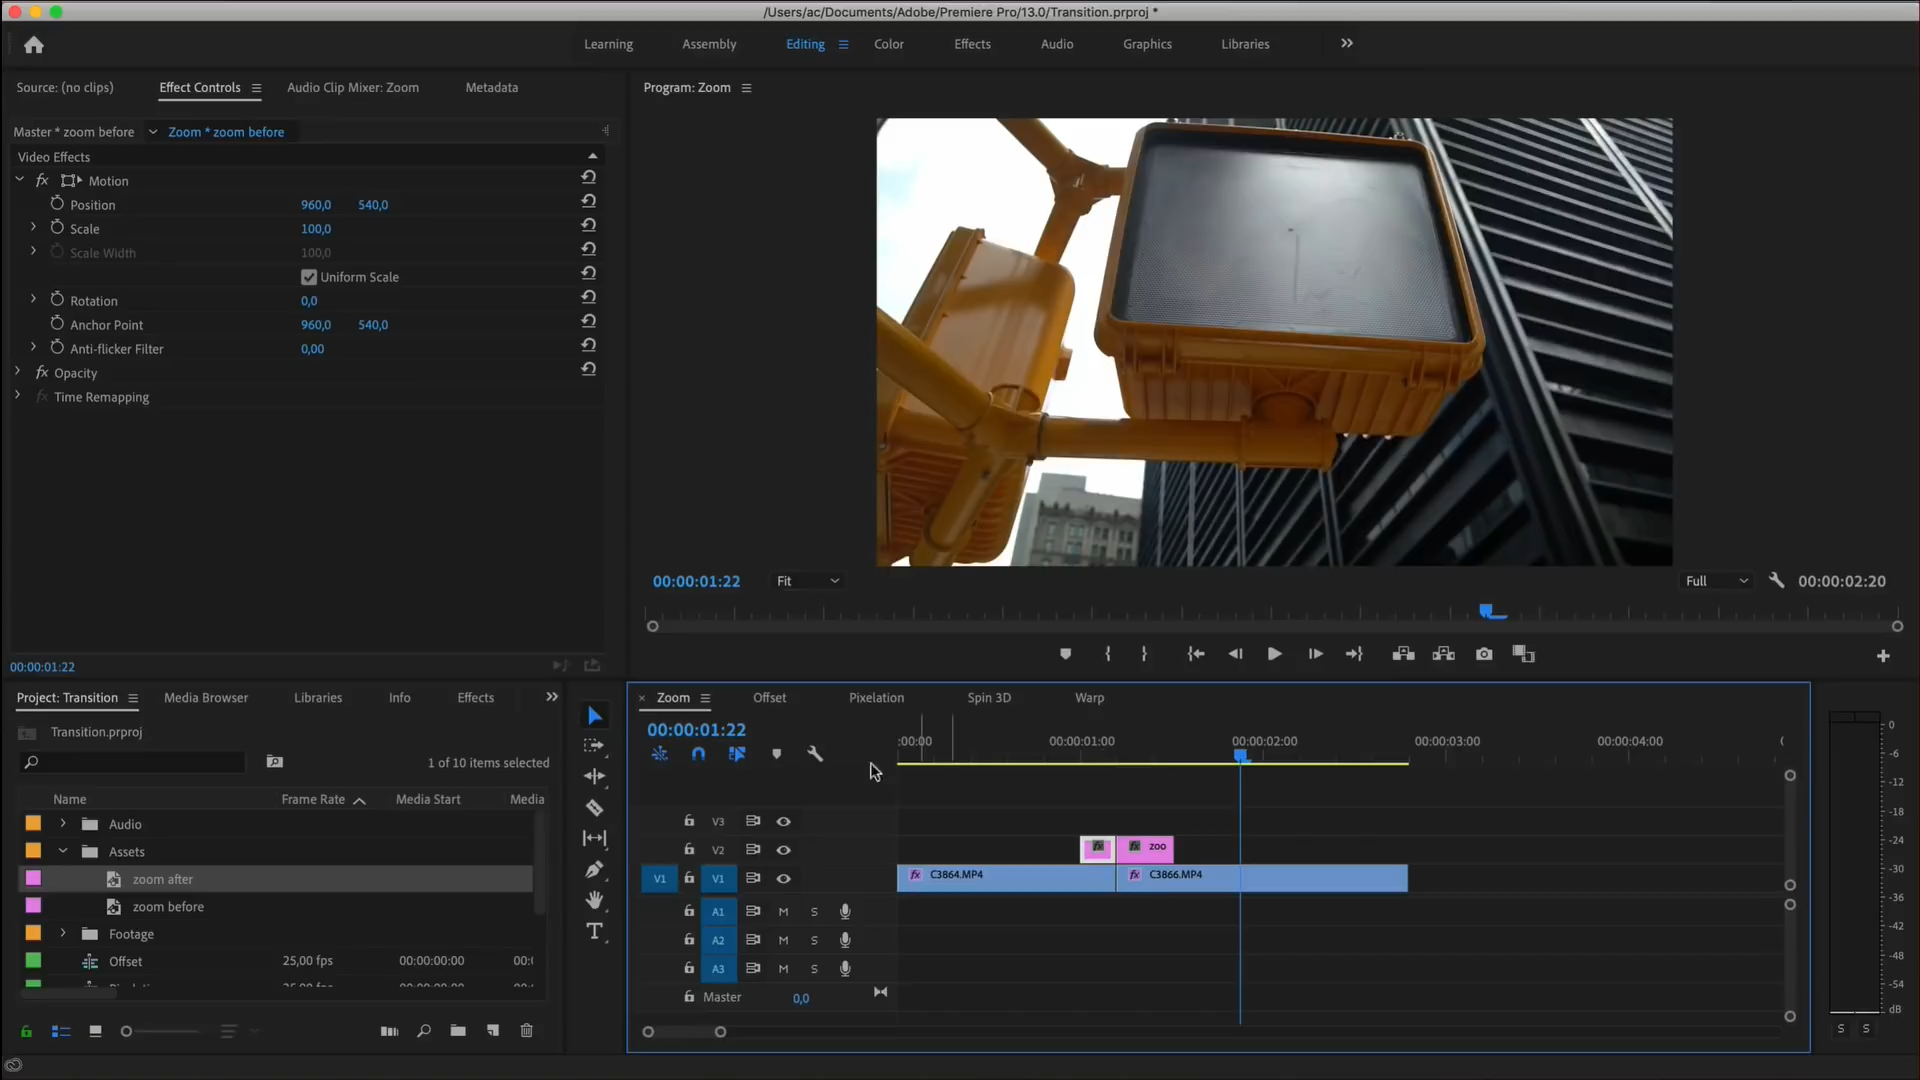 /Users/ac/Documents/Adobe/Premiere Pro/13.0/Transition.prproj *
Learning Assembly Editing Color Effects Audio Graphics Libraries
Source: (no clips) Effect Controls Audio Clip Mixer: Zoom Metadata
Program: Zoom
Master * zoom before Zoom * zoom before
Video Effects
fx Motion
Position 960,0 540,0
Scale 100,0
Scale Width 100,0
Uniform Scale
Rotation 0,0
Anchor Point 960,0 540,0
Anti-flicker Filter 0,00
fx Opacity
fx Time Remapping
00:00:01:22 Fit Full 00:00:02:20
00:00:01:22
Project: Transition Media Browser Libraries Info Effects
Transition.prproj
1 of 10 items selected
Name Frame Rate Media Start Media
Audio
Assets
zoom after
zoom before
Footage
Offset 25,00 fps 00:00:00:00 00:
Zoom Offset Pixelation Spin 3D Warp
00:00:01:22
:00:00 00:00:01:00 00:00:02:00 00:00:03:00 00:00:04:00
V3
V2 fx fx zoo
V1 V1 fx C3864.MP4 fx C3866.MP4
A1 M S
A2 M S
A3 M S
Master 0,0
0
-6
-12
-18
-24
-30
-36
-42
-48
-54
dB
S S